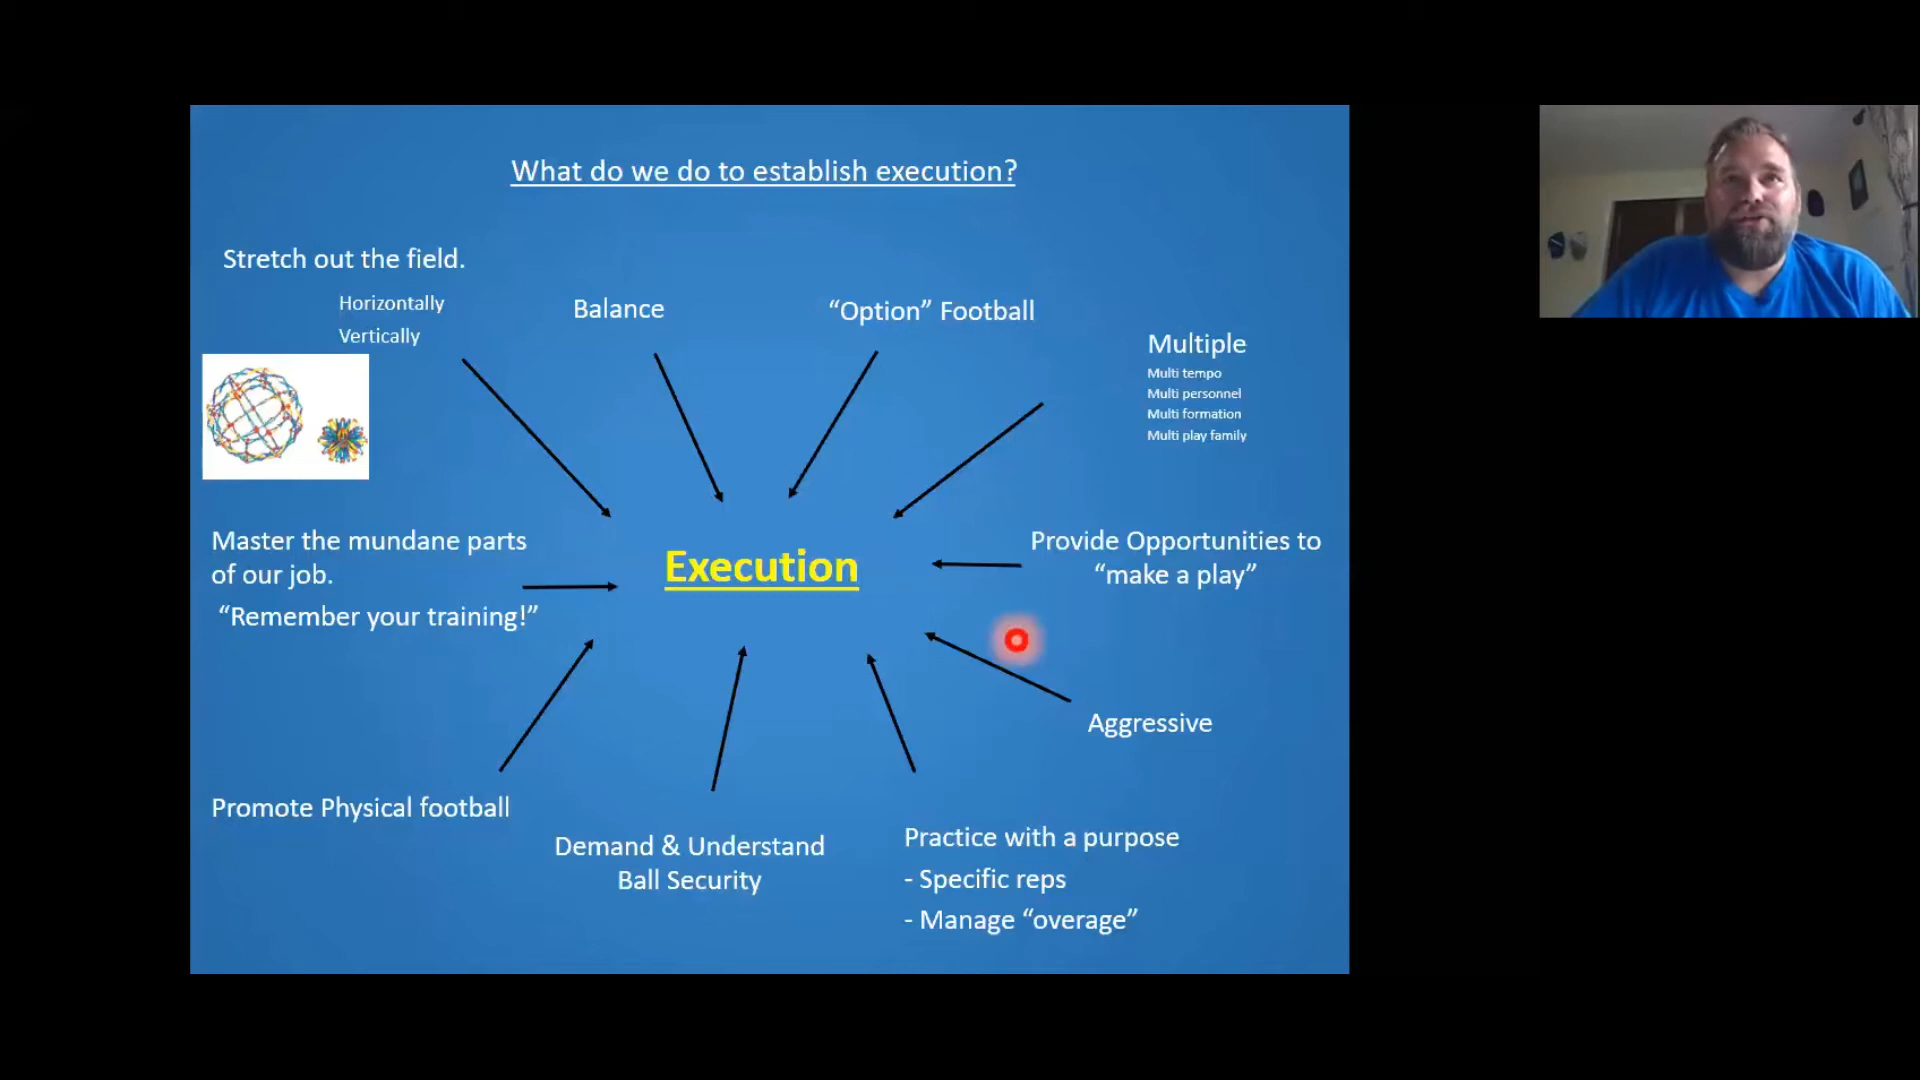 What do we do to establish execution?
Stretch out the field.
Horizontally
Vertically
Balance
“Option” Football
Multiple
Multi tempo
Multi personnel
Multi formation
Multi play family
Master the mundane parts
of our job.
“Remember your training!”
Execution
Provide Opportunities to
“make a play”
Aggressive
Promote Physical football
Demand & Understand
Ball Security
Practice with a purpose
- Specific reps
- Manage “overage”